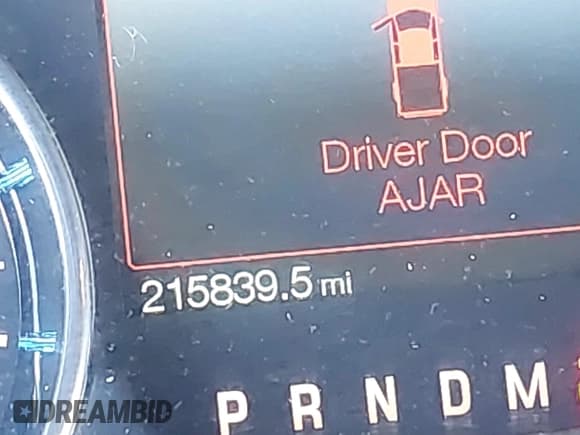 Driver Door
AJAR
215839.5 mi
P R N D M
DREAMBID